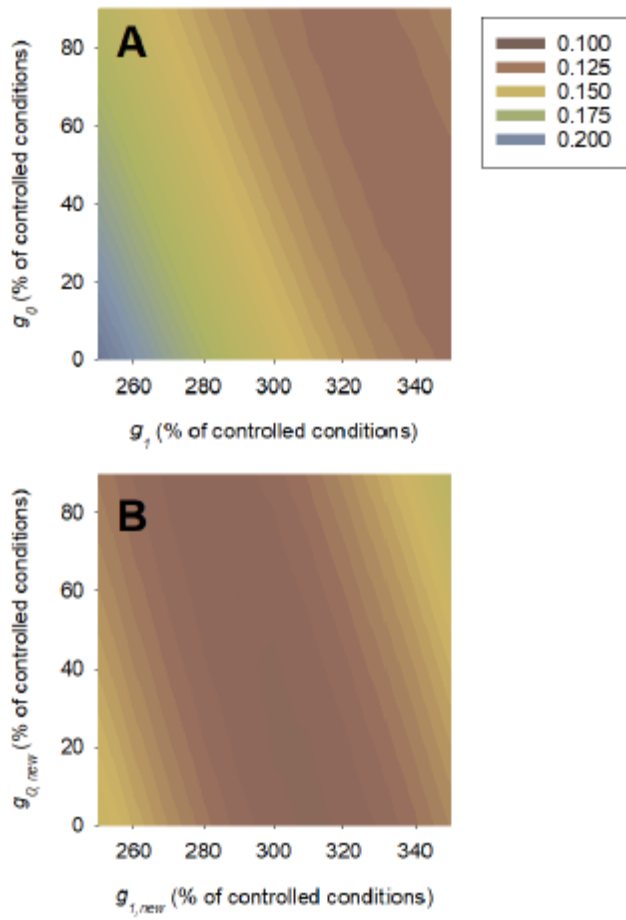 A
80
60
40
20
0
g0 (% of controlled conditions)
260 280 300 320 340
g1 (% of controlled conditions)
0.100
0.125
0.150
0.175
0.200
B
80
60
40
20
0
g0, new (% of controlled conditions)
260 280 300 320 340
g1,new (% of controlled conditions)